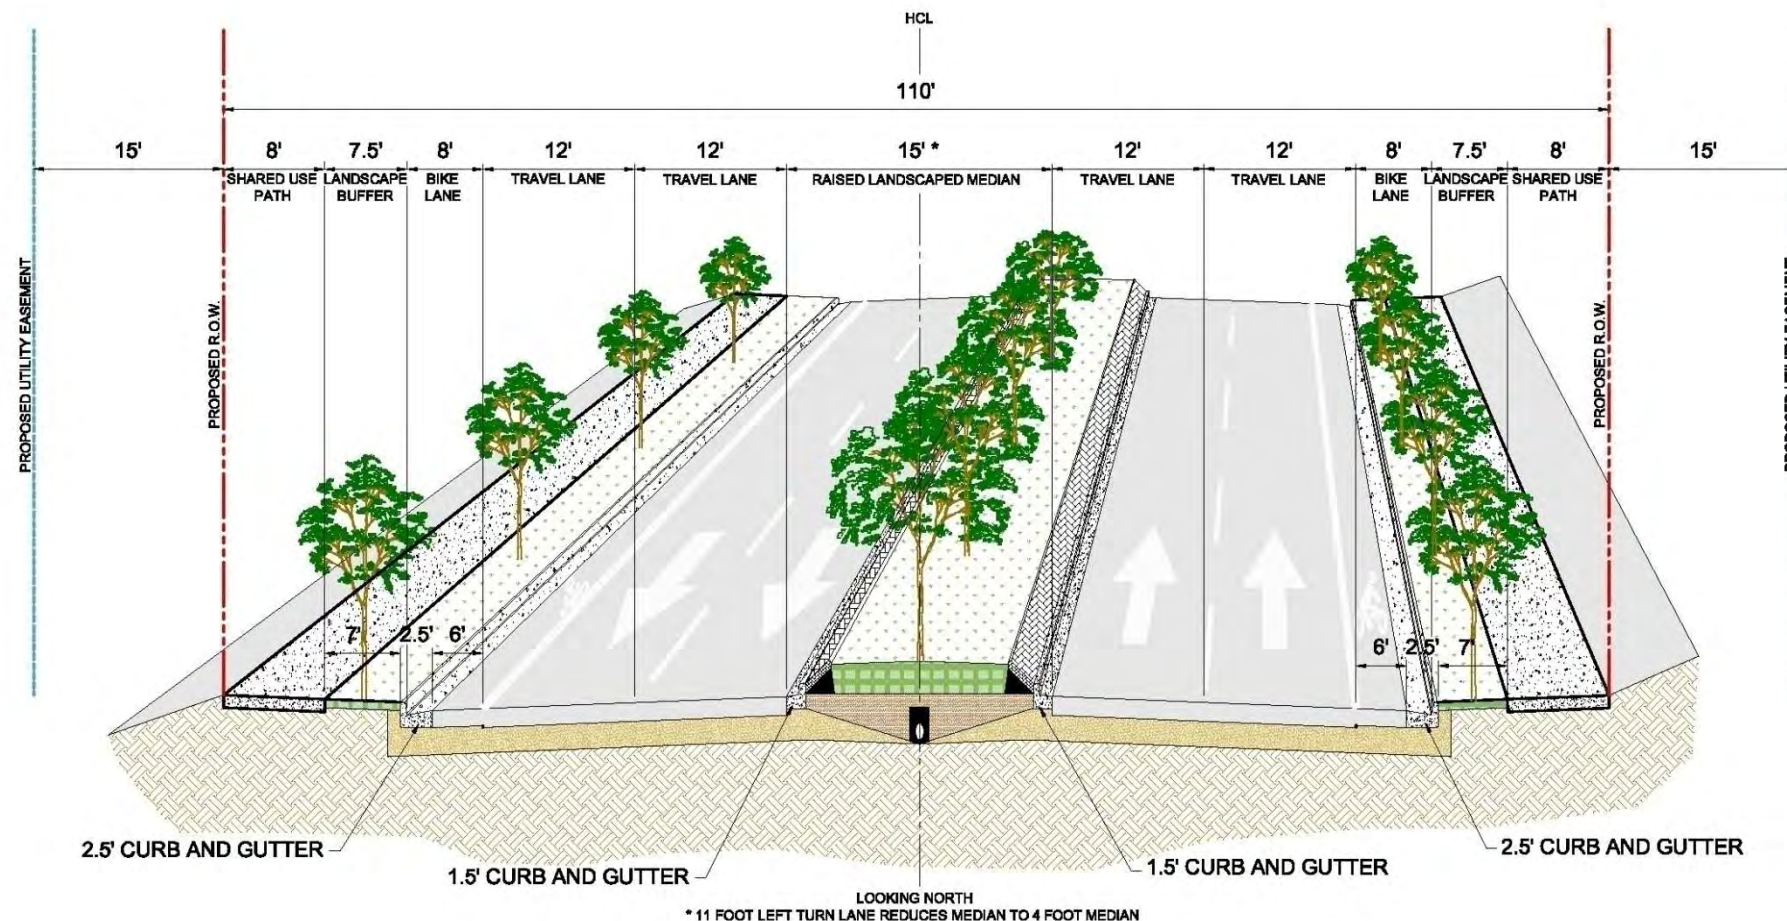 HCL
110'
15'
8'
7.5'
8'
12'
12'
15' *
12'
12'
8'
7.5'
8'
15'
SHARED USE
PATH
LANDSCAPE
BUFFER
BIKE
LANE
TRAVEL LANE
TRAVEL LANE
RAISED LANDSCAPED MEDIAN
TRAVEL LANE
TRAVEL LANE
BIKE
LANE
LANDSCAPE
BUFFER
SHARED USE
PATH
PROPOSED UTILITY EASEMENT
PROPOSED R.O.W.
PROPOSED R.O.W.
7'
2.5'
6'
6'
2.5'
7'
2.5' CURB AND GUTTER
1.5' CURB AND GUTTER
1.5' CURB AND GUTTER
2.5' CURB AND GUTTER
LOOKING NORTH
* 11 FOOT LEFT TURN LANE REDUCES MEDIAN TO 4 FOOT MEDIAN